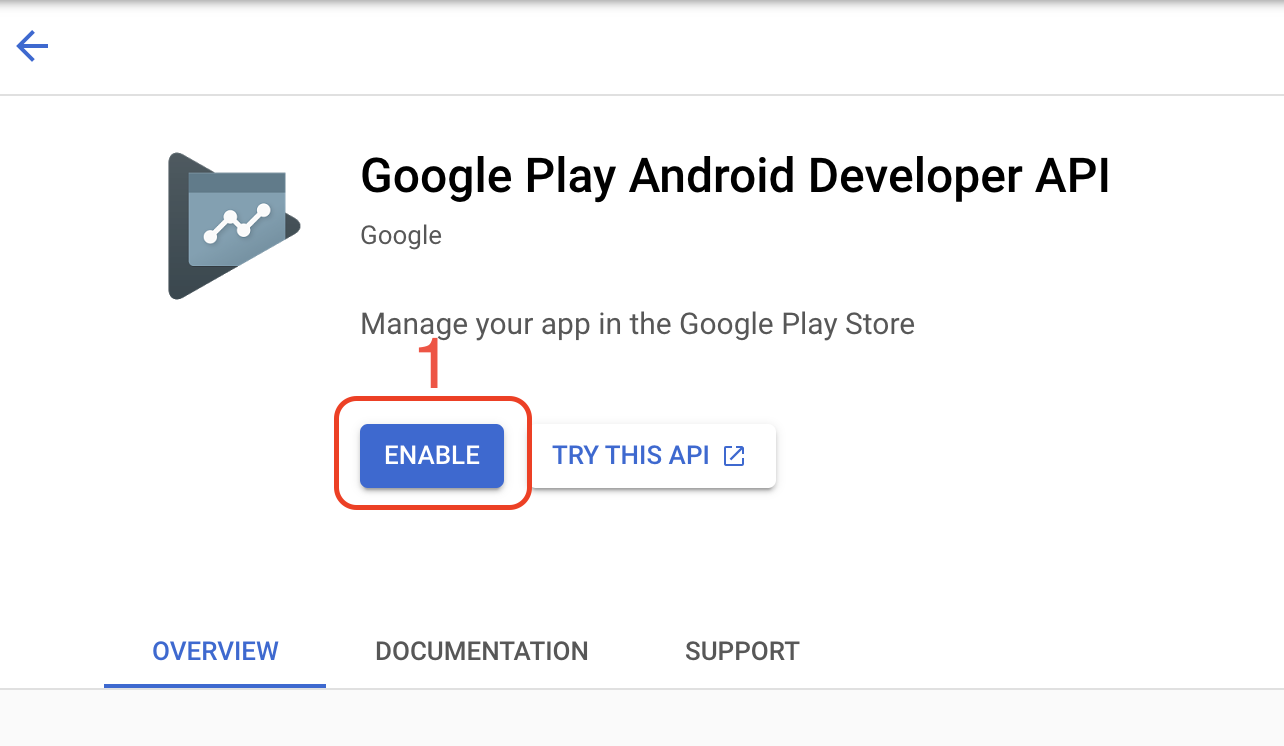 Google Play Android Developer API
Google
Manage your app in the Google Play Store
1
ENABLE TRY THIS API
OVERVIEW DOCUMENTATION SUPPORT